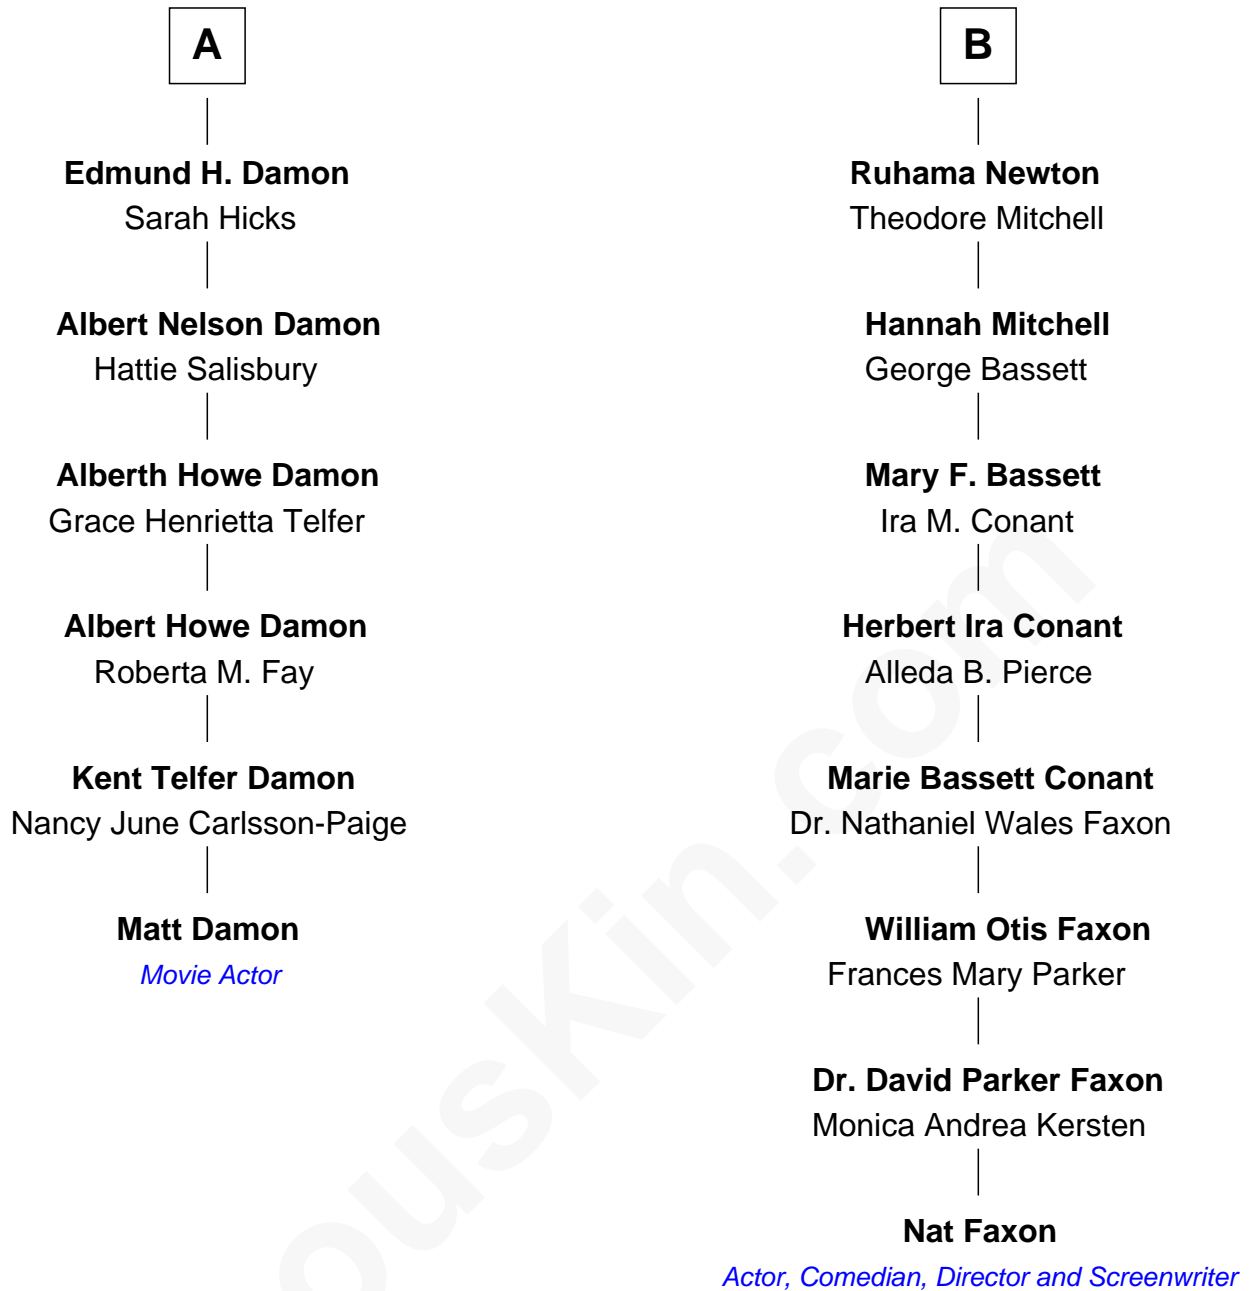 A
Edmund H. Damon
Sarah Hicks
Albert Nelson Damon
Hattie Salisbury
Alberth Howe Damon
Grace Henrietta Telfer
Albert Howe Damon
Roberta M. Fay
Kent Telfer Damon
Nancy June Carlsson-Paige
Matt Damon
Movie Actor
B
Ruhama Newton
Theodore Mitchell
Hannah Mitchell
George Bassett
Mary F. Bassett
Ira M. Conant
Herbert Ira Conant
Alleda B. Pierce
Marie Bassett Conant
Dr. Nathaniel Wales Faxon
William Otis Faxon
Frances Mary Parker
Dr. David Parker Faxon
Monica Andrea Kersten
Nat Faxon
Actor, Comedian, Director and Screenwriter
ousKin.com